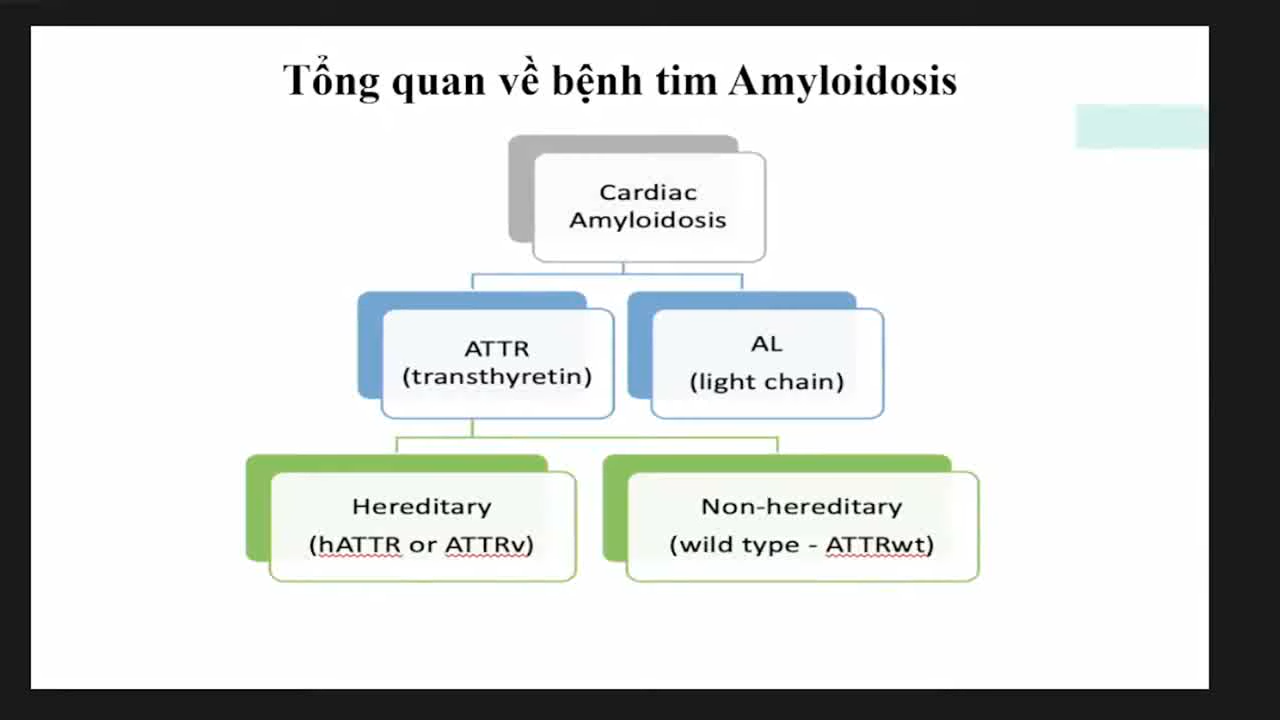 Tổng quan về bệnh tim Amyloidosis
Cardiac
Amyloidosis
ATTR
(transthyretin)
AL
(light chain)
Hereditary
(hATTR or ATTRv)
Non-hereditary
(wild type - ATTRwt)